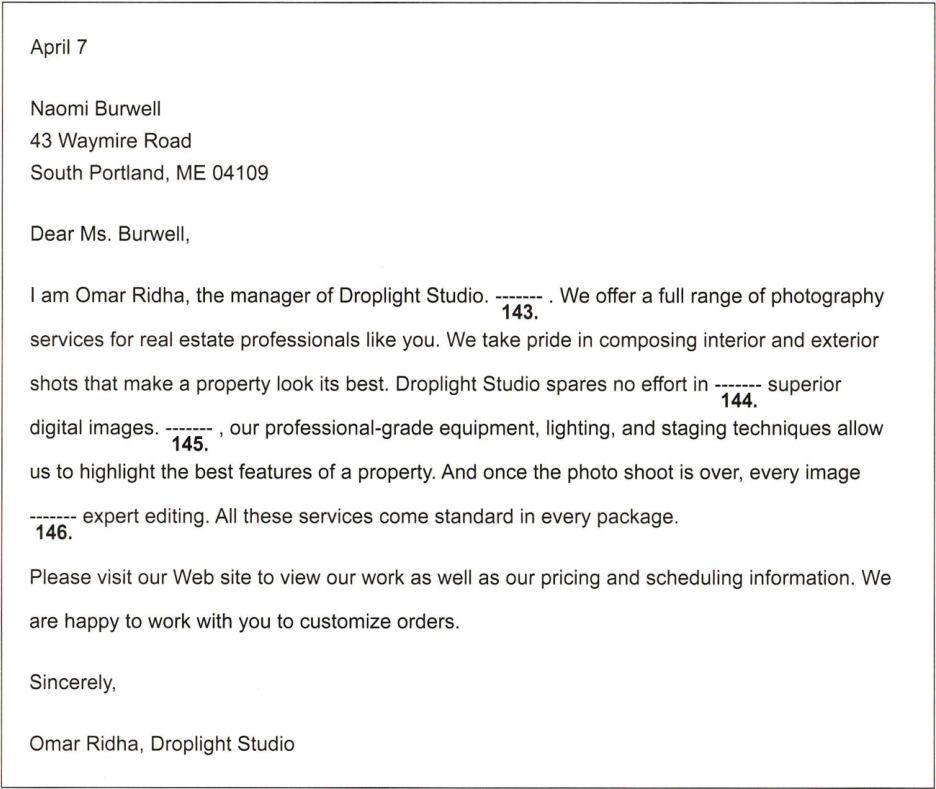 April 7
Naomi Burwell
43 Waymire Road
South Portland, ME 04109
Dear Ms. Burwell,
I am Omar Ridha, the manager of Droplight Studio. ------- . We offer a full range of photography
143.
services for real estate professionals like you. We take pride in composing interior and exterior
shots that make a property look its best. Droplight Studio spares no effort in ------- superior
144.
digital images. ------- , our professional-grade equipment, lighting, and staging techniques allow
145.
us to highlight the best features of a property. And once the photo shoot is over, every image
------- expert editing. All these services come standard in every package.
146.
Please visit our Web site to view our work as well as our pricing and scheduling information. We
are happy to work with you to customize orders.
Sincerely,
Omar Ridha, Droplight Studio